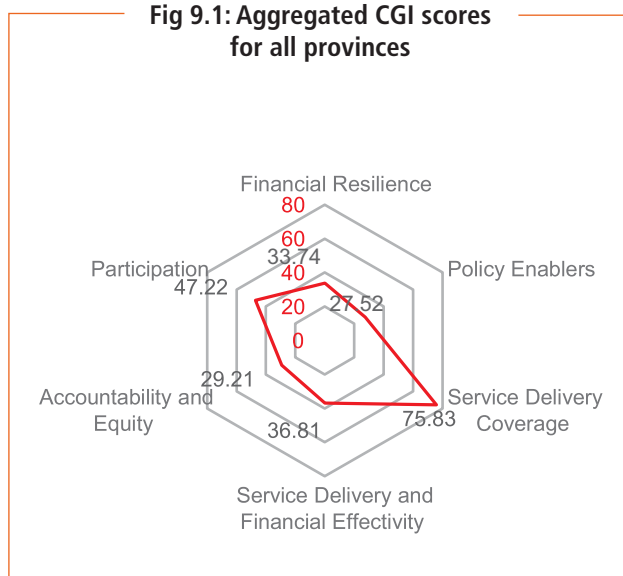 Fig 9.1: Aggregated CGI scores
for all provinces
Financial Resilience
80
60
33.74
40
27.52
20
0
Participation
47.22
Policy Enablers
29.21
Accountability and
Equity
36.81
75.83
Service Delivery
Coverage
Service Delivery and
Financial Effectivity